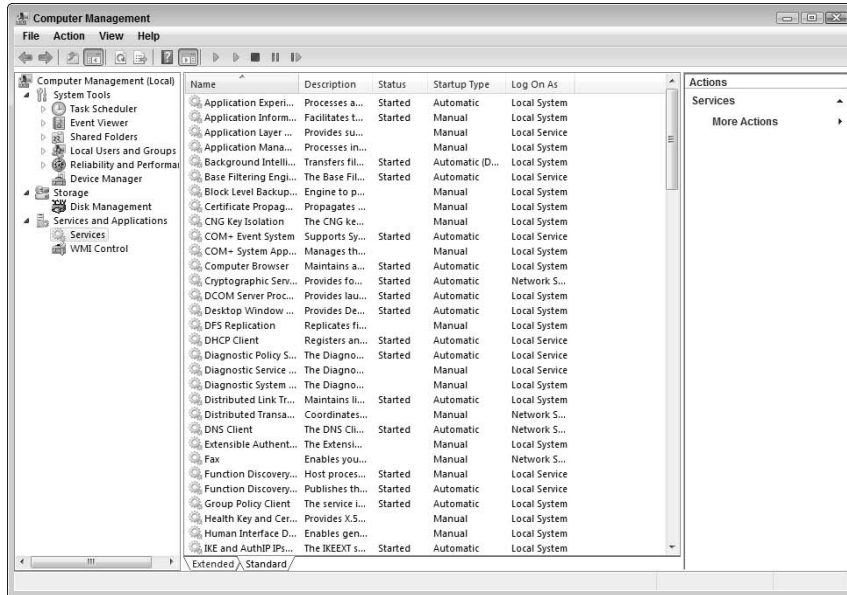 Computer Management
File Action View Help
Computer Management (Local)
System Tools
Task Scheduler
Event Viewer
Shared Folders
Local Users and Groups
Reliability and Performa
Device Manager
Storage
Disk Management
Services and Applications
Services
WMI Control
Name Description Status Startup Type Log On As
Application Experi... Processes a... Started Automatic Local System
Application Inform... Facilitates t... Started Manual Local System
Application Layer ... Provides su... Manual Local Service
Application Mana... Processes in... Manual Local System
Background Intelli... Transfers fil... Started Automatic (D... Local System
Base Filtering Engi... The Base Fil... Started Automatic Local Service
Block Level Backup... Engine to p... Manual Local System
Certificate Propag... Propagates ... Manual Local System
CNG Key Isolation The CNG ke... Manual Local System
COM+ Event System Supports Sy... Started Automatic Local Service
COM+ System App... Manages th... Manual Local System
Computer Browser Maintains a... Started Automatic Local System
Cryptographic Serv... Provides fo... Started Automatic Network S...
DCOM Server Proc... Provides lau... Started Automatic Local System
Desktop Window ... Provides De... Started Automatic Local System
DFS Replication Replicates fi... Manual Local System
DHCP Client Registers an... Started Automatic Local Service
Diagnostic Policy S... The Diagno... Started Automatic Local Service
Diagnostic Service ... The Diagno... Manual Local Service
Diagnostic System ... The Diagno... Manual Local System
Distributed Link Tr... Maintains li... Started Automatic Local System
Distributed Transa... Coordinates... Manual Network S...
DNS Client The DNS Cli... Started Automatic Network S...
Extensible Authent... The Extensi... Manual Local System
Fax Enables you... Manual Network S...
Function Discovery... Host proces... Started Manual Local Service
Function Discovery... Publishes th... Started Automatic Local Service
Group Policy Client The service i... Started Automatic Local System
Health Key and Cer... Provides X.5... Manual Local System
Human Interface D... Enables gen... Manual Local System
IKE and AuthIP IPs... The IKEEXT s... Started Automatic Local System
Extended Standard
Actions
Services
More Actions